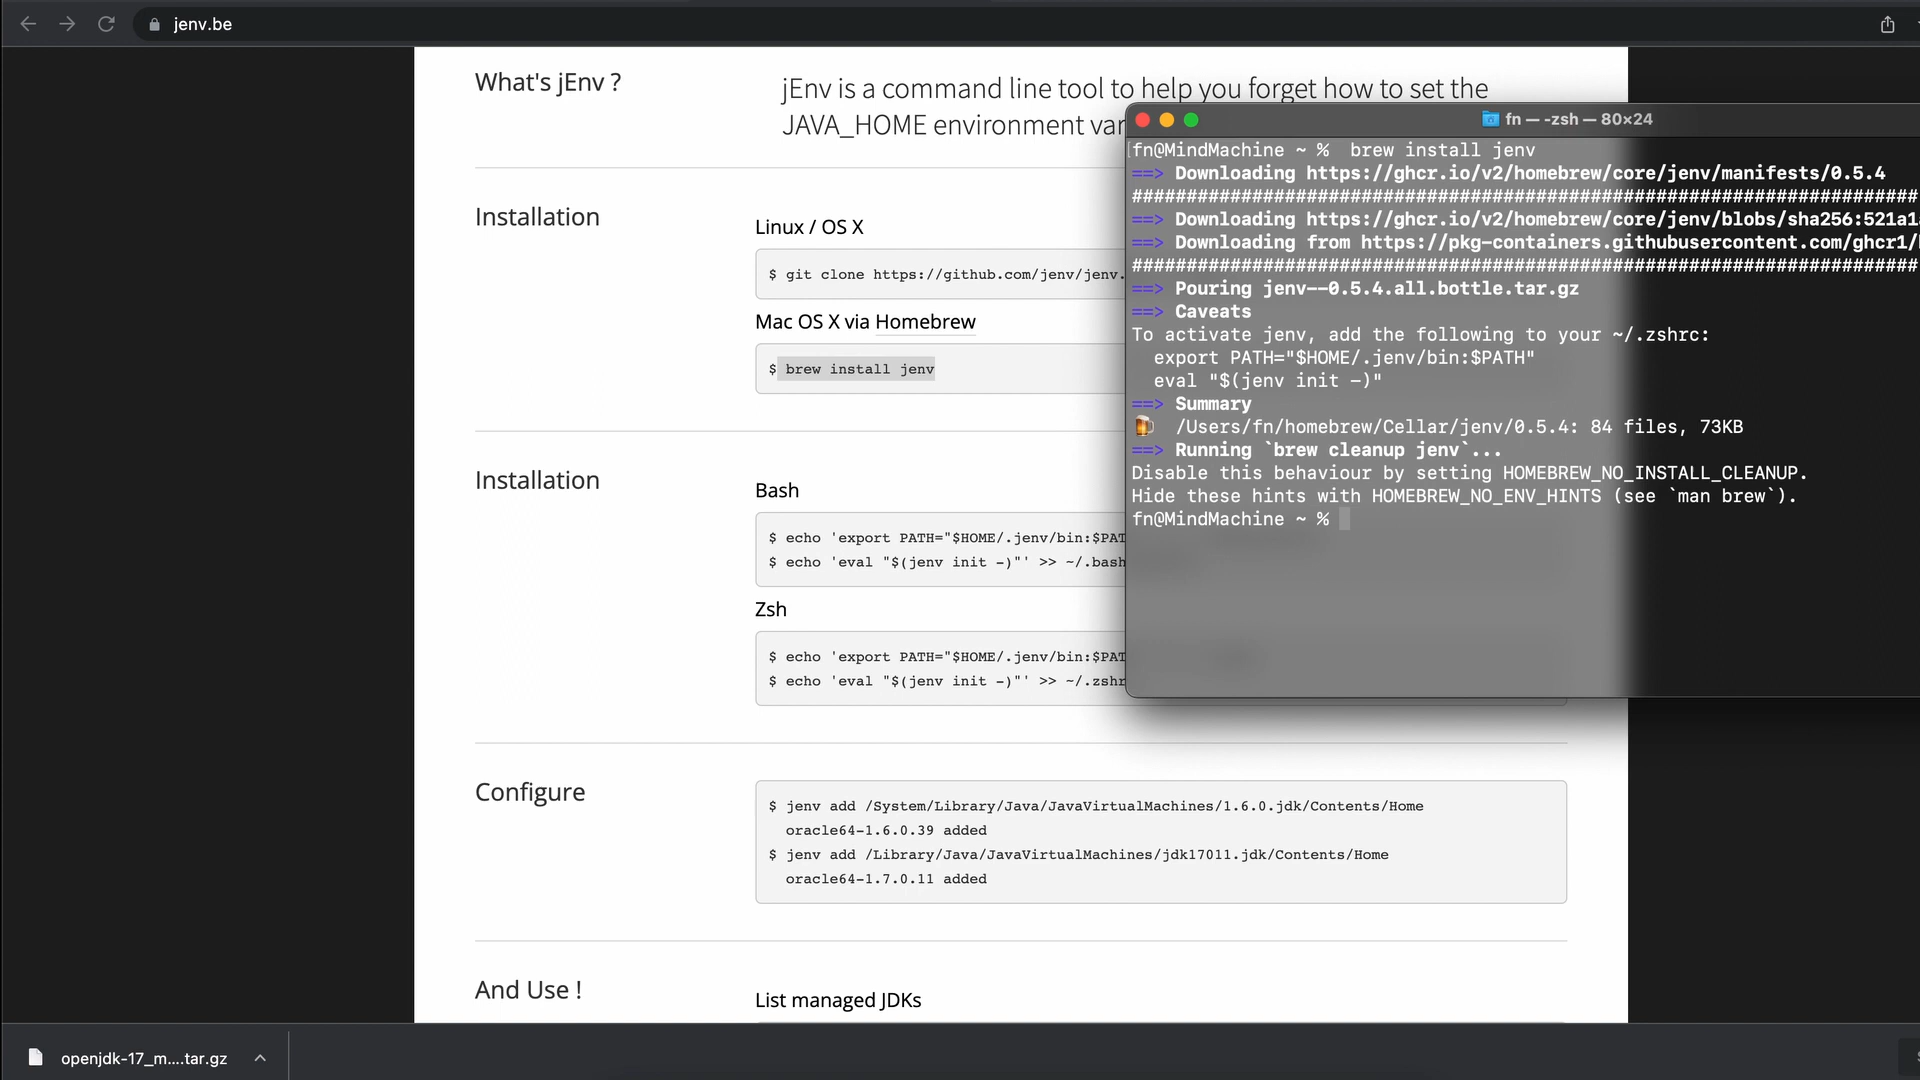 jenv.be
What's jEnv ?
jEnv is a command line tool to help you forget how to set the
JAVA_HOME environment var
Installation
Linux / OS X
$ git clone https://github.com/jenv/jenv.
Mac OS X via Homebrew
$ brew install jenv
Installation
Bash
$ echo 'export PATH="$HOME/.jenv/bin:$PAT
$ echo 'eval "$(jenv init -)"' >> ~/.bash
Zsh
$ echo 'export PATH="$HOME/.jenv/bin:$PAT
$ echo 'eval "$(jenv init -)"' >> ~/.zshr
Configure
$ jenv add /System/Library/Java/JavaVirtualMachines/1.6.0.jdk/Contents/Home
oracle64-1.6.0.39 added
$ jenv add /Library/Java/JavaVirtualMachines/jdk17011.jdk/Contents/Home
oracle64-1.7.0.11 added
And Use !
List managed JDKs
fn — -zsh — 80×24
fn@MindMachine ~ %  brew install jenv
==> Downloading https://ghcr.io/v2/homebrew/core/jenv/manifests/0.5.4
########################################################################
==> Downloading https://ghcr.io/v2/homebrew/core/jenv/blobs/sha256:521a1
==> Downloading from https://pkg-containers.githubusercontent.com/ghcr1/
########################################################################
==> Pouring jenv--0.5.4.all.bottle.tar.gz
==> Caveats
To activate jenv, add the following to your ~/.zshrc:
export PATH="$HOME/.jenv/bin:$PATH"
eval "$(jenv init -)"
==> Summary
🍺  /Users/fn/homebrew/Cellar/jenv/0.5.4: 84 files, 73KB
==> Running `brew cleanup jenv`...
Disable this behaviour by setting HOMEBREW_NO_INSTALL_CLEANUP.
Hide these hints with HOMEBREW_NO_ENV_HINTS (see `man brew`).
fn@MindMachine ~ %
openjdk-17_m....tar.gz